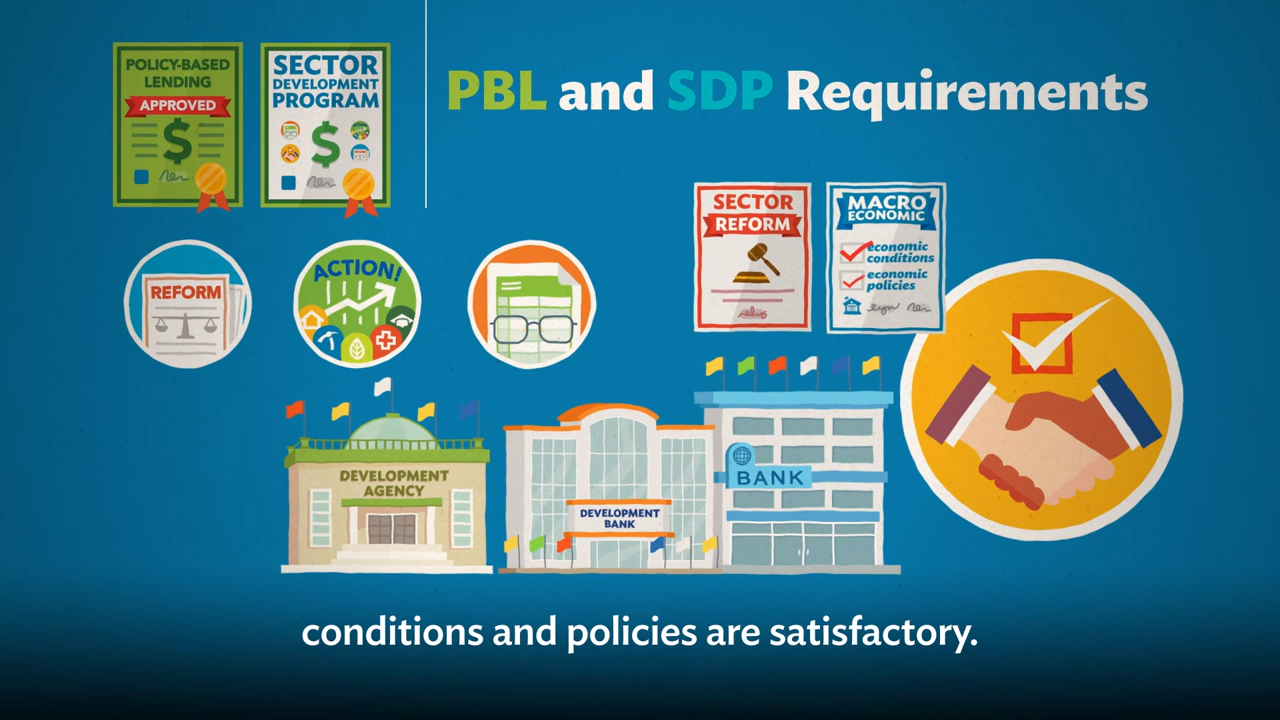 POLICY-BASED
LENDING
APPROVED
$
SECTOR
DEVELOPMENT
PROGRAM
$
PBL and SDP Requirements
REFORM
ACTION!
SECTOR
REFORM
MACRO
ECONOMIC
economic
conditions
economic
policies
DEVELOPMENT
AGENCY
DEVELOPMENT
BANK
BANK
conditions and policies are satisfactory.